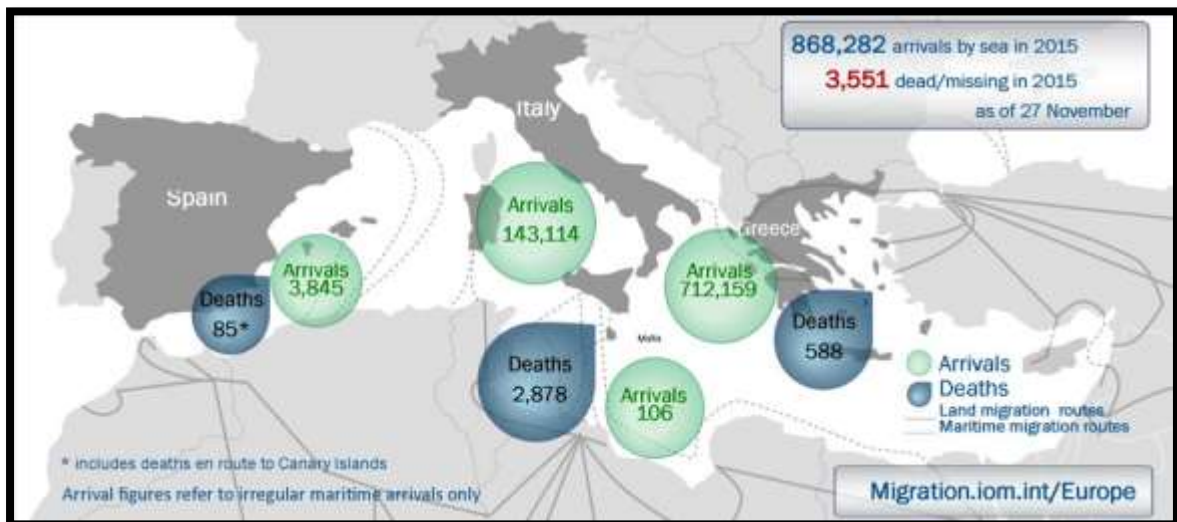 868,282 arrivals by sea in 2015
3,551 dead/missing in 2015
as of 27 November
Italy
Spain
Greece
Arrivals
143,114
Arrivals
3,845
Arrivals
712,159
Deaths
85*
Deaths
588
Malta
Deaths
2,878
Arrivals
106
Arrivals
Deaths
Land migration routes
Maritime migration routes
* includes deaths en route to Canary Islands
Arrival figures refer to irregular maritime arrivals only
Migration.iom.int/Europe